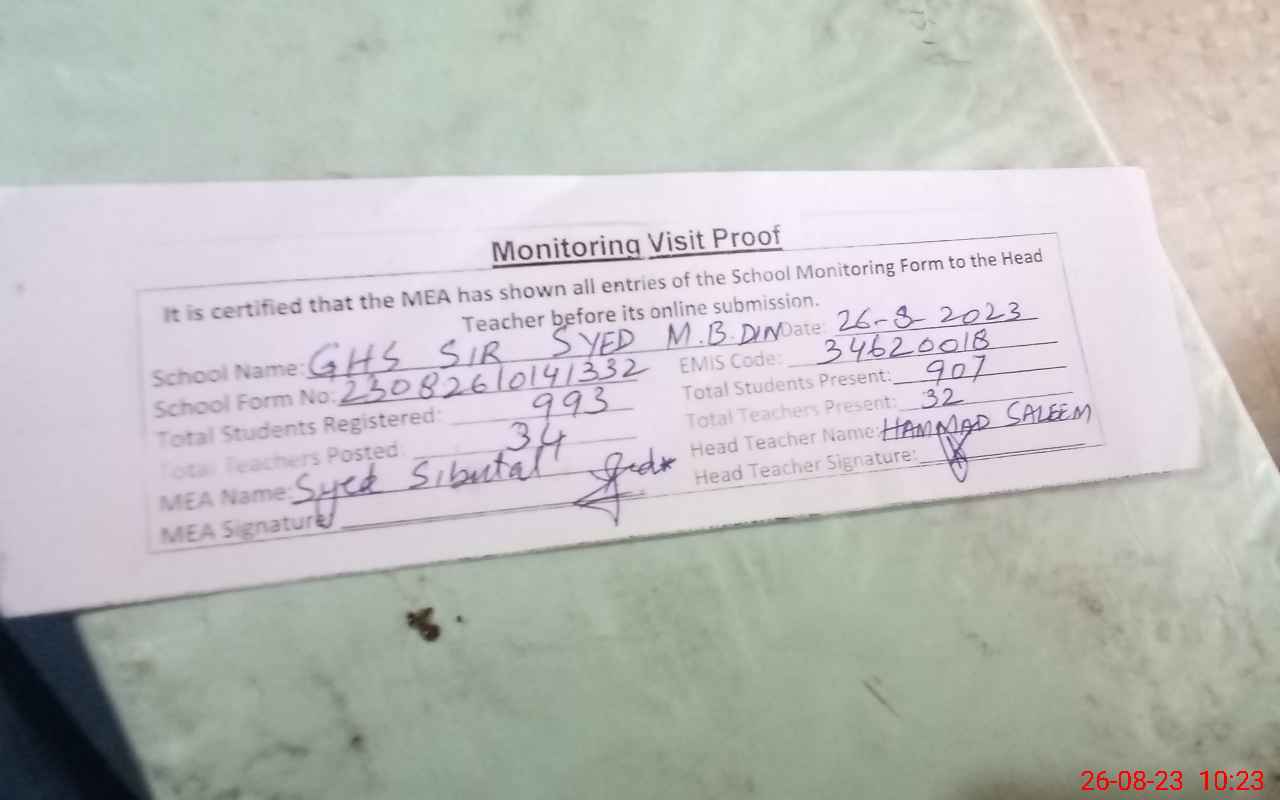 Monitoring Visit Proof
It is certified that the MEA has shown all entries of the School Monitoring Form to the Head
Teacher before its online submission.
School Name: GHS SIR SYED M.B.DIN Date: 26-8-2023
School Form No: 23082610141332 EMIS Code: 34620018
Total Students Registered: 993 Total Students Present: 907
Total Teachers Posted: 34 Total Teachers Present: 32
MEA Name: Syed Sibutal Head Teacher Name: HAMMAD SALEEM
MEA Signature: Head Teacher Signature:
26-08-23 10:23